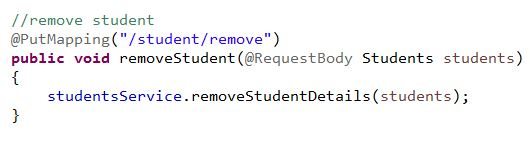 //remove student
@PutMapping("/student/remove")
public void removeStudent(@RequestBody Students students)
{
    studentsService.removeStudentDetails(students);
}